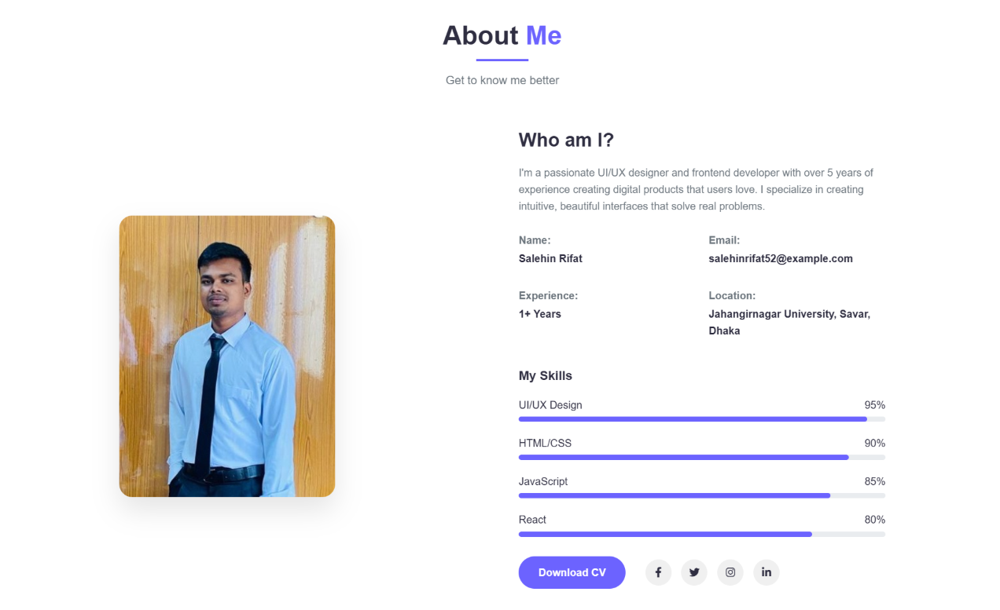 About Me
Get to know me better
Who am I?
I'm a passionate UI/UX designer and frontend developer with over 5 years of
experience creating digital products that users love. I specialize in creating
intuitive, beautiful interfaces that solve real problems.
Name:
Salehin Rifat
Email:
salehinrifat52@example.com
Experience:
1+ Years
Location:
Jahangirnagar University, Savar,
Dhaka
My Skills
UI/UX Design 95%
HTML/CSS 90%
JavaScript 85%
React 80%
Download CV